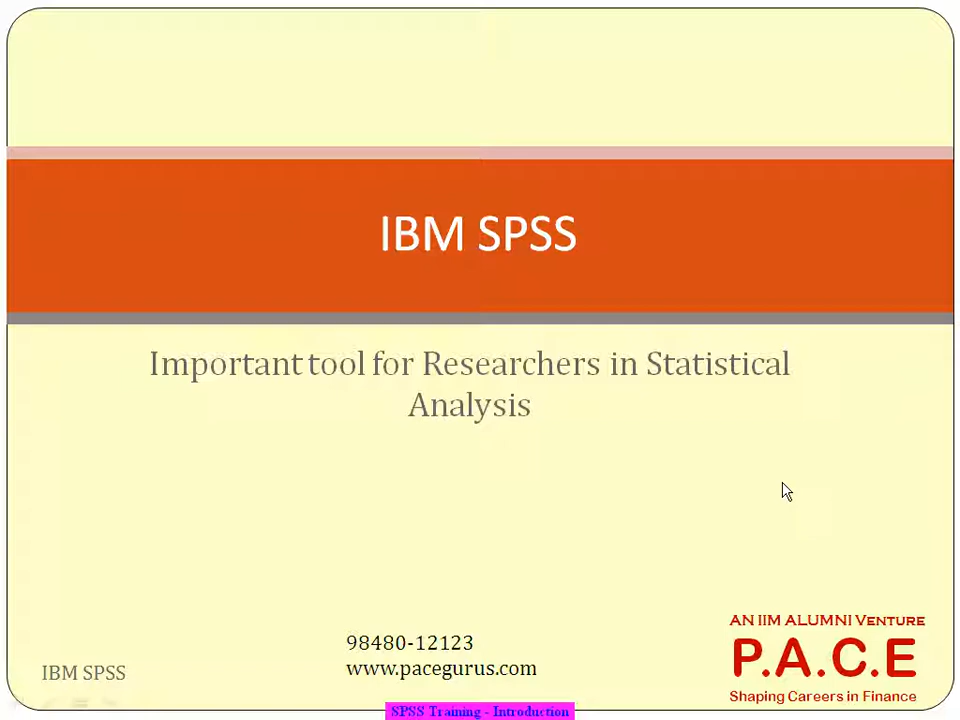 IBM SPSS
Important tool for Researchers in Statistical
Analysis
98480-12123
www.pacegurus.com
IBM SPSS
AN IIM ALUMNI VENTURE
P.A.C.E
Shaping Careers in Finance
SPSS Training - Introduction